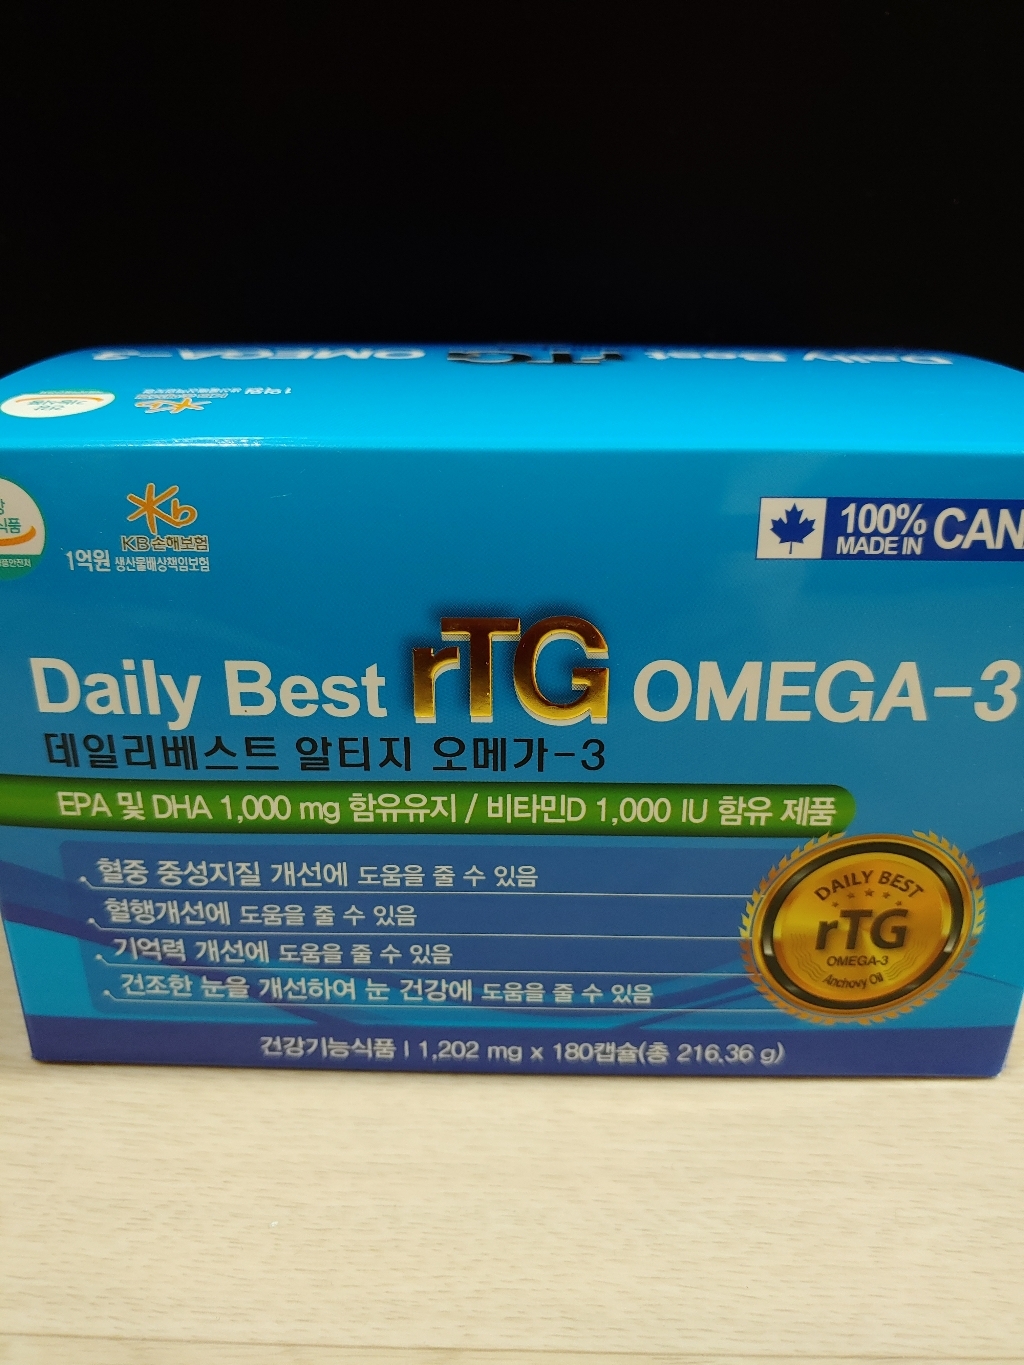 Daily Best rTG OMEGA-3
식품
KB손해보험
1억원 생산물배상책임보험
100% MADE IN CAN
Daily Best rTG OMEGA-3
데일리베스트 알티지 오메가-3
EPA 및 DHA 1,000 mg 함유유지 / 비타민D 1,000 IU 함유 제품
혈중 중성지질 개선에 도움을 줄 수 있음
혈행개선에 도움을 줄 수 있음
기억력 개선에 도움을 줄 수 있음
건조한 눈을 개선하여 눈 건강에 도움을 줄 수 있음
DAILY BEST
rTG
OMEGA-3
Anchovy Oil
건강기능식품 | 1,202 mg x 180캡슐(총 216.36 g)